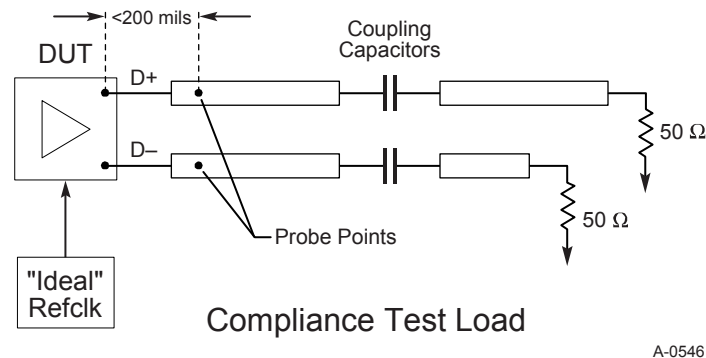 <200 mils
DUT
D+
D–
Coupling
Capacitors
50 Ω
50 Ω
Probe Points
"Ideal"
Refclk
Compliance Test Load
A-0546